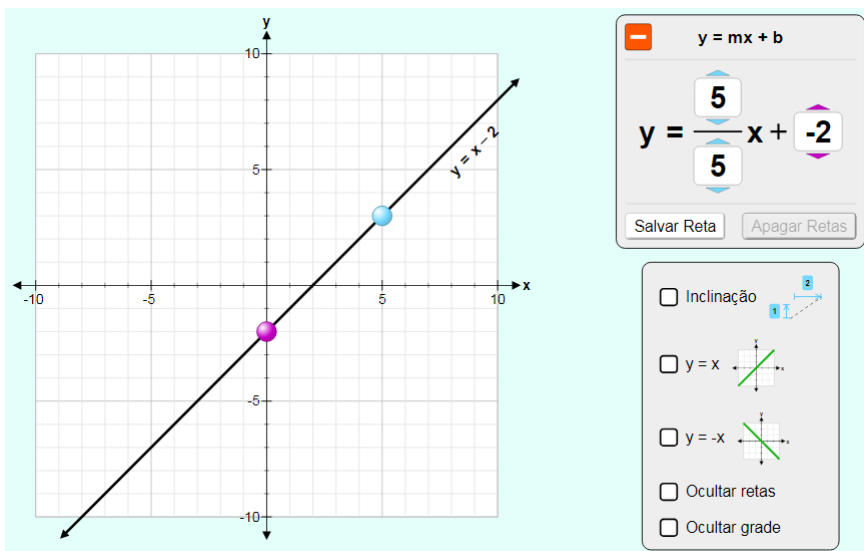 y
10
5
-5
-10
-10
-5
5
10
x
y = x − 2
y = mx + b
y = 5/5 x + -2
Salvar Reta
Apagar Retas
Inclinação
2
1
y = x
y
x
y = -x
y
x
Ocultar retas
Ocultar grade